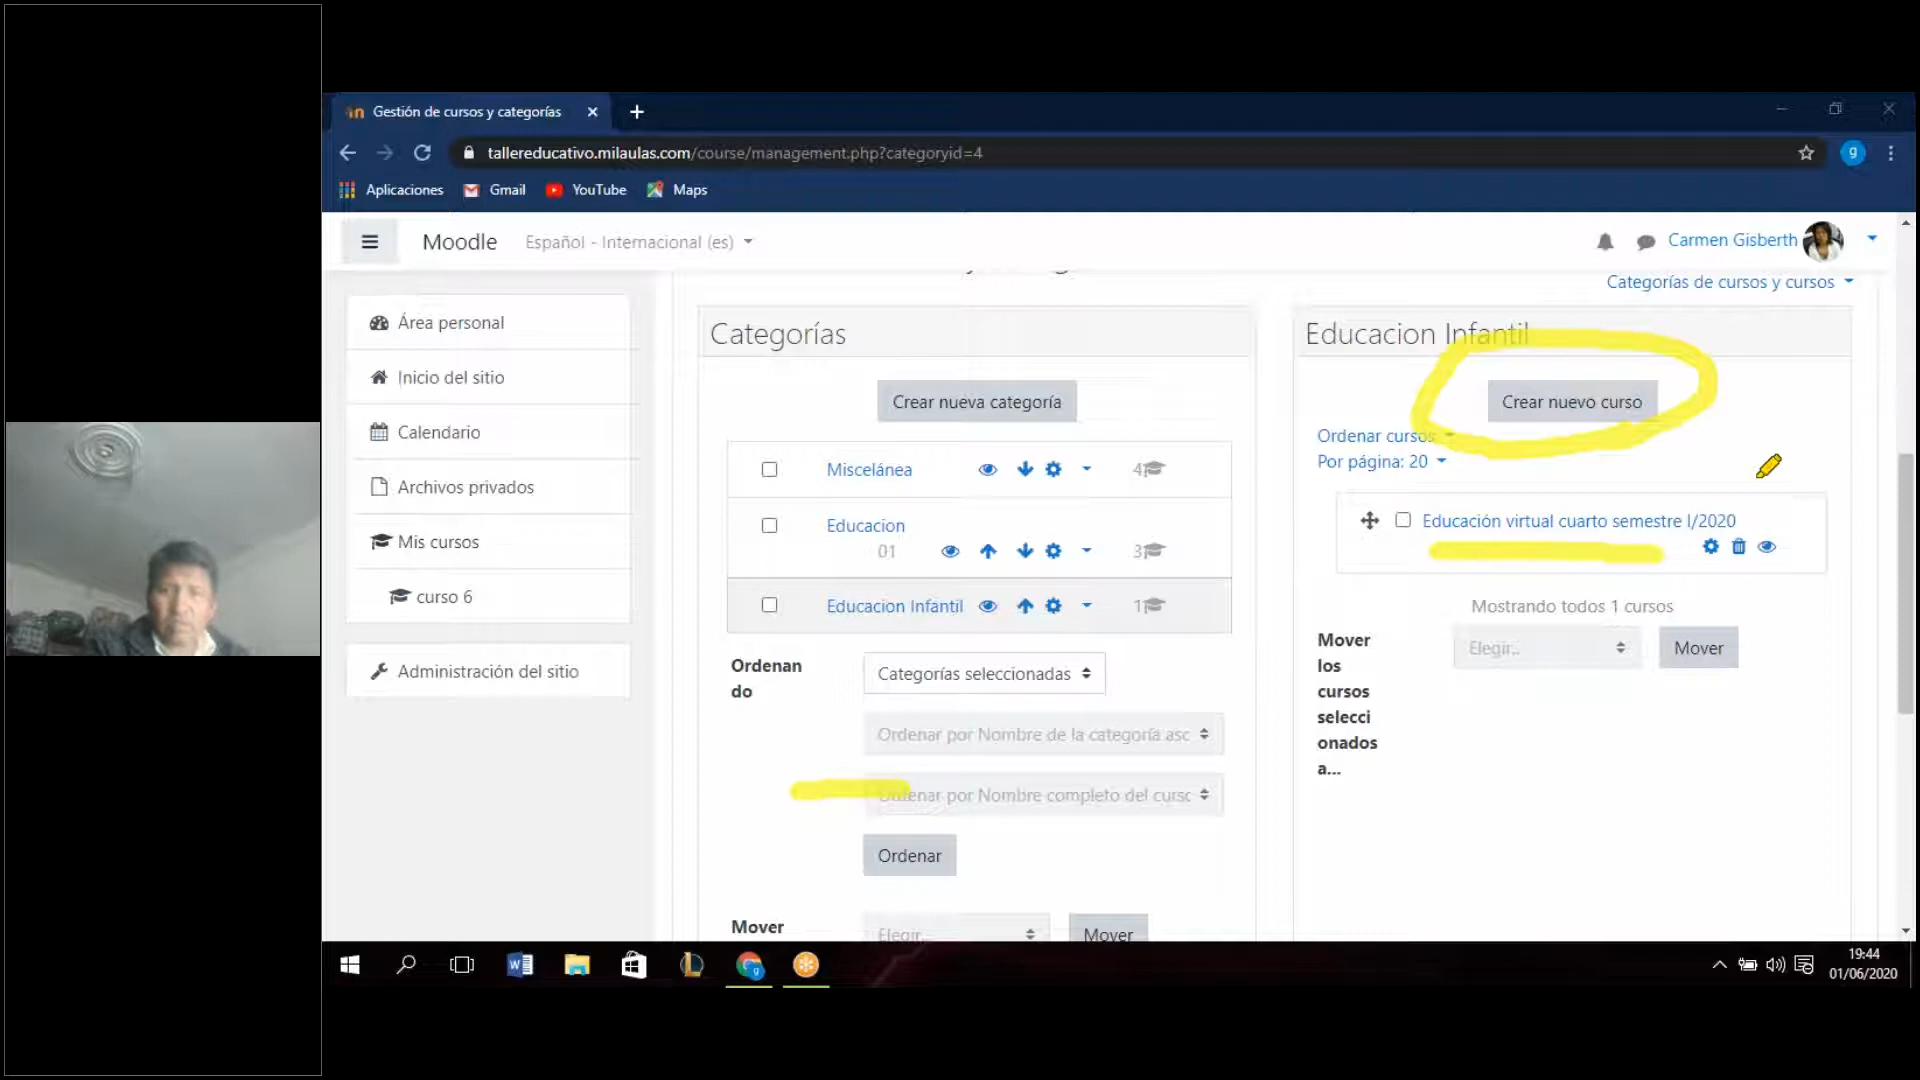 Gestión de cursos y categorías
tallereducativo.milaulas.com/course/management.php?categoryid=4
g
Aplicaciones
Gmail
YouTube
Maps
Moodle
Español - Internacional (es)
Carmen Gisberth
Categorías de cursos y cursos
Área personal
Inicio del sitio
Calendario
Archivos privados
Mis cursos
curso 6
Administración del sitio
Categorías
Crear nueva categoría
Miscelánea
4
Educacion
01
3
Educacion Infantil
1
Ordenan
do
Categorías seleccionadas
Ordenar por Nombre de la categoría asc
Ordenar por Nombre completo del curso
Ordenar
Mover
Elegir...
Mover
Educacion Infantil
Crear nuevo curso
Ordenar cursos
Por página: 20
Educación virtual cuarto semestre I/2020
Mostrando todos 1 cursos
Mover
los
cursos
selecci
onados
a...
Elegir..
Mover
19:44
01/06/2020